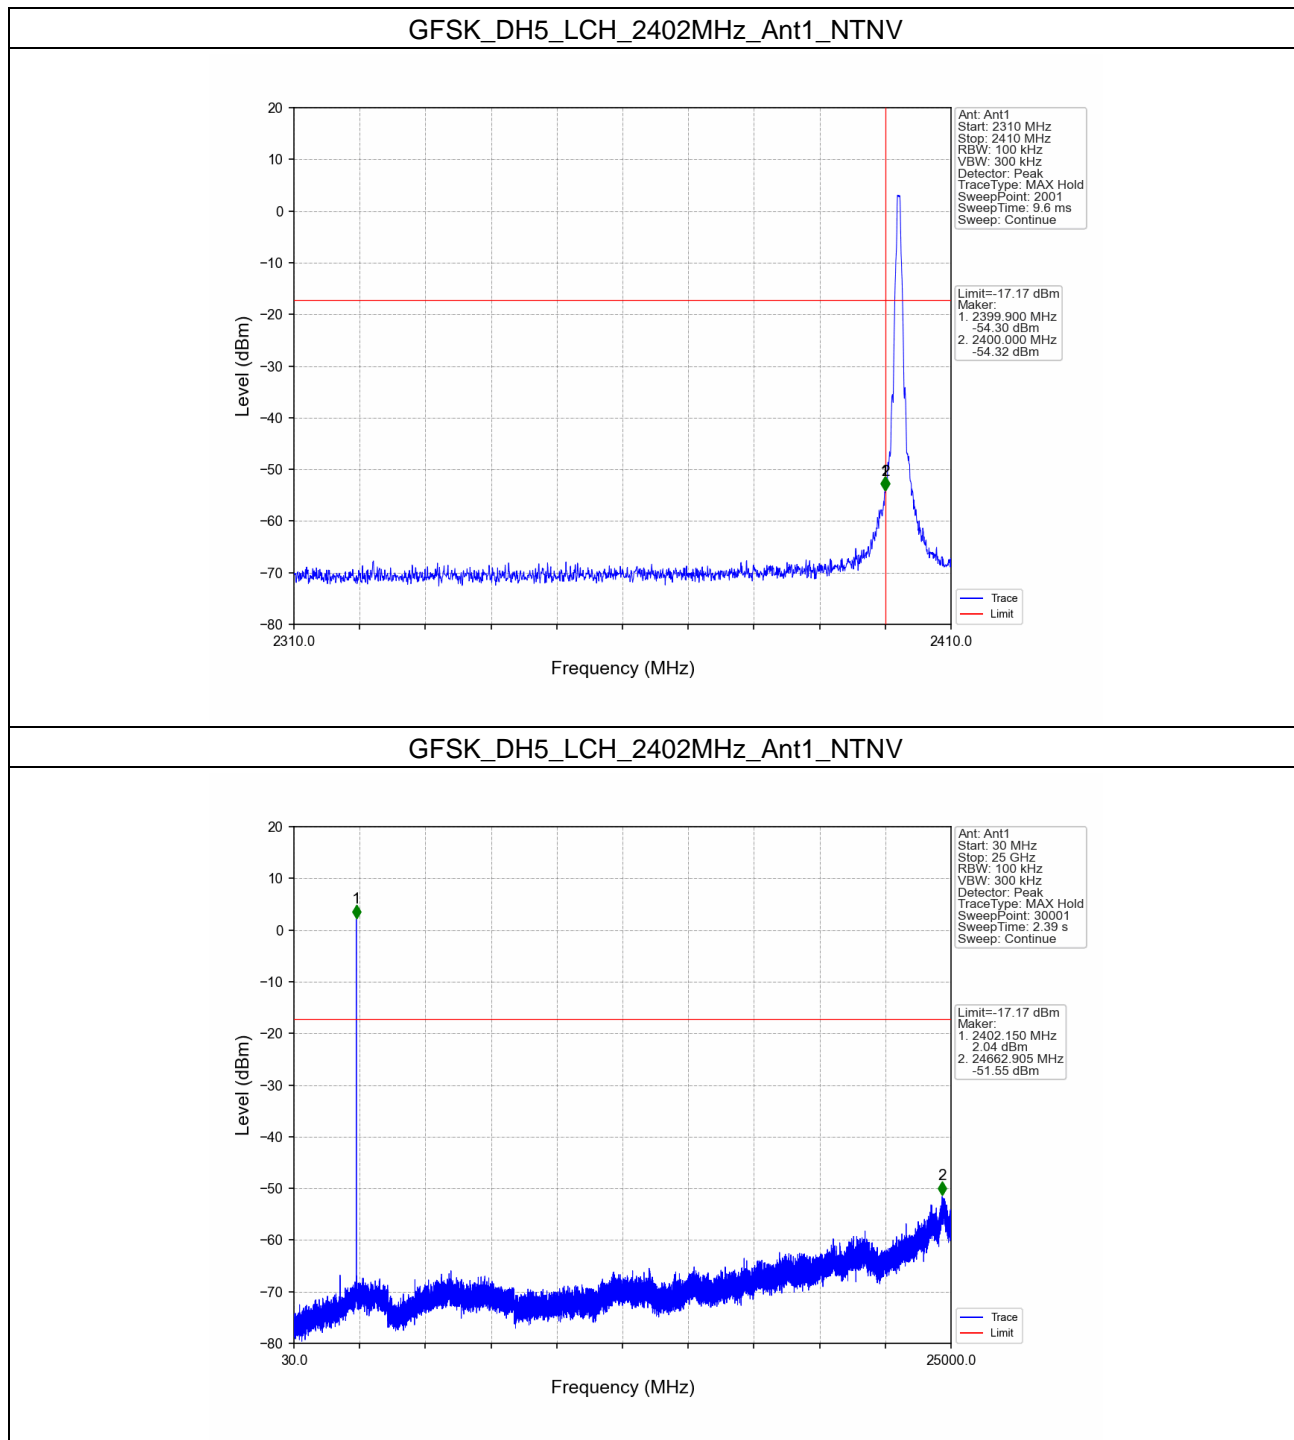 GFSK_DH5_LCH_2402MHz_Ant1_NTNV
20
10
0
−10
−20
−30
−40
−50
−60
−70
−80
Level (dBm)
2310.0
2410.0
Frequency (MHz)
1
2
Ant: Ant1
Start: 2310 MHz
Stop: 2410 MHz
RBW: 100 kHz
VBW: 300 kHz
Detector: Peak
TraceType: MAX Hold
SweepPoint: 2001
SweepTime: 9.6 ms
Sweep: Continue
Limit=-17.17 dBm
Maker:
1. 2399.900 MHz
-54.30 dBm
2. 2400.000 MHz
-54.32 dBm
Trace
Limit
GFSK_DH5_LCH_2402MHz_Ant1_NTNV
20
10
0
−10
−20
−30
−40
−50
−60
−70
−80
Level (dBm)
30.0
25000.0
Frequency (MHz)
1
2
Ant: Ant1
Start: 30 MHz
Stop: 25 GHz
RBW: 100 kHz
VBW: 300 kHz
Detector: Peak
TraceType: MAX Hold
SweepPoint: 30001
SweepTime: 2.39 s
Sweep: Continue
Limit=-17.17 dBm
Maker:
1. 2402.150 MHz
2.04 dBm
2. 24662.905 MHz
-51.55 dBm
Trace
Limit